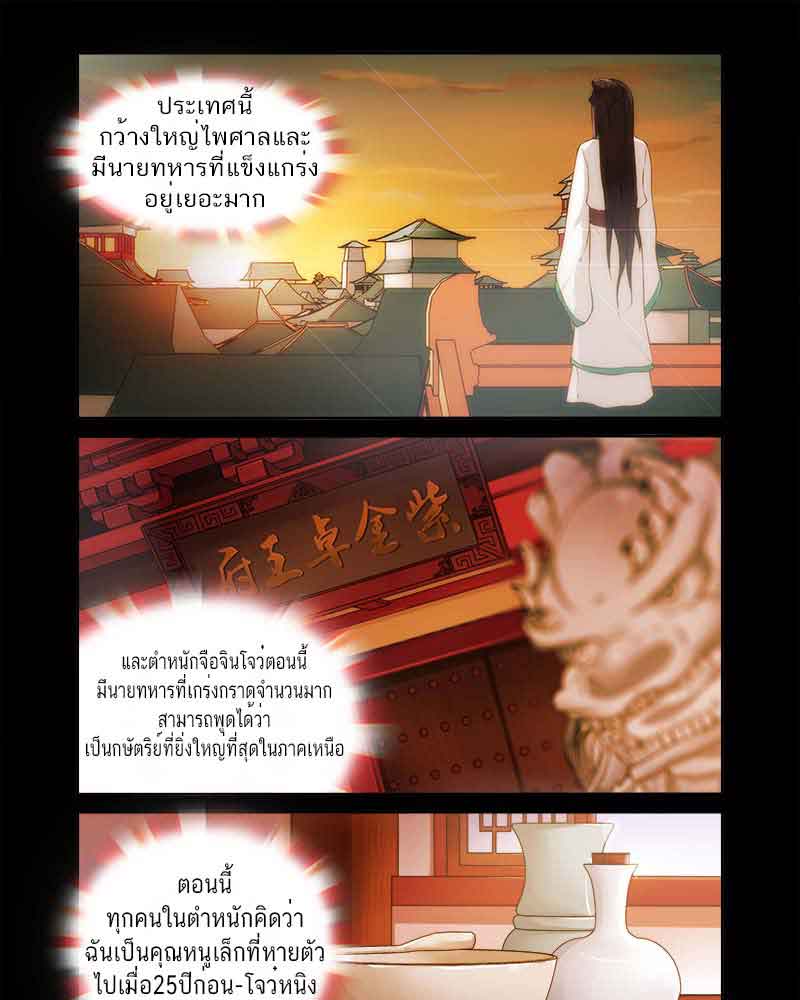 ประเทศนี้
กว้างใหญ่ไพศาลและ
มีนายทหารที่แข็งแกร่ง
อยู่เยอะมาก
府王卓金紫
และตำหนักจือจินโจว๋ตอนนี้
มีนายทหารที่เกร่งกราดจำนวนมาก
สามารถพูดได้ว่า
เป็นกษัตริย์ที่ยิ่งใหญ่ที่สุดในภาคเหนือ
ตอนนี้
ทุกคนในตำหนักคิดว่า
ฉันเป็นคุณหนูเล็กที่หายตัว
ไปเมื่อ25ปีก่อน-โจว๋หนิง